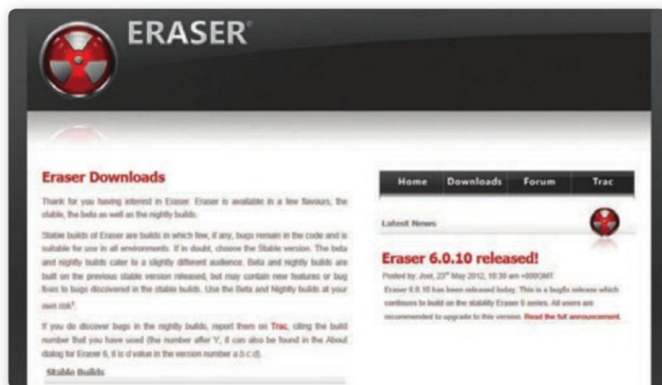 ERASER®
Eraser Downloads
Thank for you having interest in Eraser. Eraser is available in a few flavours, the
stable, the beta as well as the nightly builds.
Stable builds of Eraser are builds in which few, if any, bugs remain in the code and is
suitable for use in all environments. If in doubt, choose the Stable version. The beta
and nightly builds cater to a slightly different audience. Beta and nightly builds are
built on the previous stable version released, but may contain new features or bug
fixes to bugs discovered in the stable builds. Use the Beta and Nightly builds at your
own risk¹.
If you do discover bugs in the nightly builds, report them on Trac, citing the build
number that you have used (the number after 'r', it can also be found in the About
dialog for Eraser 6, it is d value in the version number a.b.c.d).
Stable Builds
Home Downloads Forum Trac
Latest News
Eraser 6.0.10 released!
Posted by: Joel, 23rd May 2012, 10:30 am +000GMT
Eraser 6.0.10 has been released today. This is a bugfix release which
continues to build on the stability Eraser 6 series. All users are
recommended to upgrade to this version. Read the full announcement.